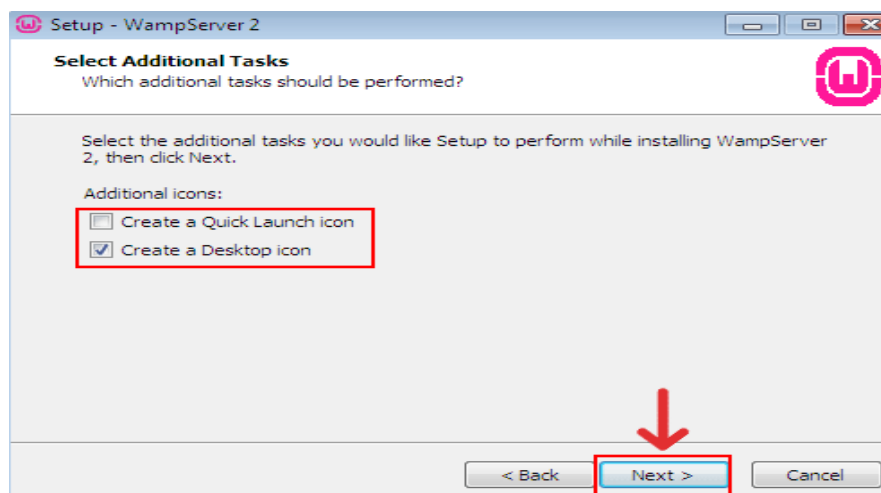 Setup - WampServer 2
Select Additional Tasks
Which additional tasks should be performed?
Select the additional tasks you would like Setup to perform while installing WampServer
2, then click Next.
Additional icons:
Create a Quick Launch icon
Create a Desktop icon
< Back Next > Cancel